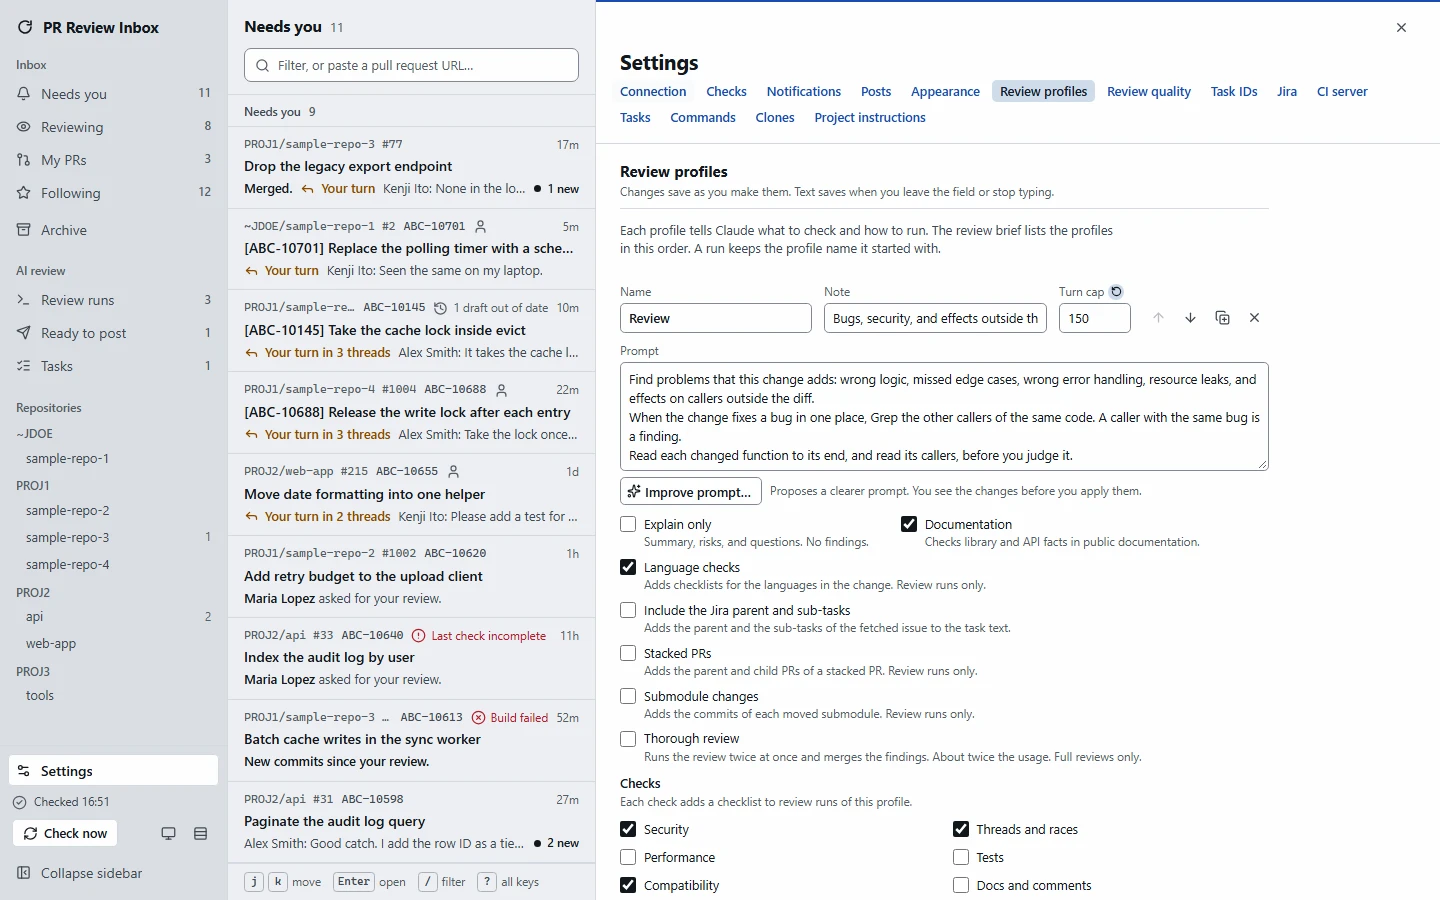 PR Review Inbox
Inbox
Needs you 11
Reviewing 8
My PRs 3
Following 12
Archive
AI review
Review runs 3
Ready to post 1
Tasks 1
Repositories
~JDOE
sample-repo-1
PROJ1
sample-repo-2
sample-repo-3 1
sample-repo-4
PROJ2
api 2
web-app
PROJ3
tools
Settings
Checked 16:51
Check now
Collapse sidebar
Needs you 11
Filter, or paste a pull request URL...
Needs you 9
PROJ1/sample-repo-3 #77 17m
Drop the legacy export endpoint
Merged. Your turn Kenji Ito: None in the lo... 1 new
~JDOE/sample-repo-1 #2 ABC-10701 5m
[ABC-10701] Replace the polling timer with a sche...
Your turn Kenji Ito: Seen the same on my laptop.
PROJ1/sample-re... ABC-10145 1 draft out of date 10m
[ABC-10145] Take the cache lock inside evict
Your turn in 3 threads Alex Smith: It takes the cache l...
PROJ1/sample-repo-4 #1004 ABC-10688 22m
[ABC-10688] Release the write lock after each entry
Your turn in 3 threads Alex Smith: Take the lock once...
PROJ2/web-app #215 ABC-10655 1d
Move date formatting into one helper
Your turn in 2 threads Kenji Ito: Please add a test for ...
PROJ1/sample-repo-2 #1002 ABC-10620 1h
Add retry budget to the upload client
Maria Lopez asked for your review.
PROJ2/api #33 ABC-10640 Last check incomplete 11h
Index the audit log by user
Maria Lopez asked for your review.
PROJ1/sample-repo-3 ... ABC-10613 Build failed 52m
Batch cache writes in the sync worker
New commits since your review.
PROJ2/api #31 ABC-10598 27m
Paginate the audit log query
Alex Smith: Good catch. I add the row ID as a tie... 2 new
j k move Enter open / filter ? all keys
Settings
Connection Checks Notifications Posts Appearance Review profiles Review quality Task IDs Jira CI server
Tasks Commands Clones Project instructions
Review profiles
Changes save as you make them. Text saves when you leave the field or stop typing.
Each profile tells Claude what to check and how to run. The review brief lists the profiles
in this order. A run keeps the profile name it started with.
Name Note Turn cap
Review Bugs, security, and effects outside th 150
Prompt
Find problems that this change adds: wrong logic, missed edge cases, wrong error handling, resource leaks, and
effects on callers outside the diff.
When the change fixes a bug in one place, Grep the other callers of the same code. A caller with the same bug is
a finding.
Read each changed function to its end, and read its callers, before you judge it.
Improve prompt... Proposes a clearer prompt. You see the changes before you apply them.
Explain only Documentation
Summary, risks, and questions. No findings. Checks library and API facts in public documentation.
Language checks
Adds checklists for the languages in the change. Review runs only.
Include the Jira parent and sub-tasks
Adds the parent and the sub-tasks of the fetched issue to the task text.
Stacked PRs
Adds the parent and child PRs of a stacked PR. Review runs only.
Submodule changes
Adds the commits of each moved submodule. Review runs only.
Thorough review
Runs the review twice at once and merges the findings. About twice the usage. Full reviews only.
Checks
Each check adds a checklist to review runs of this profile.
Security Threads and races
Performance Tests
Compatibility Docs and comments